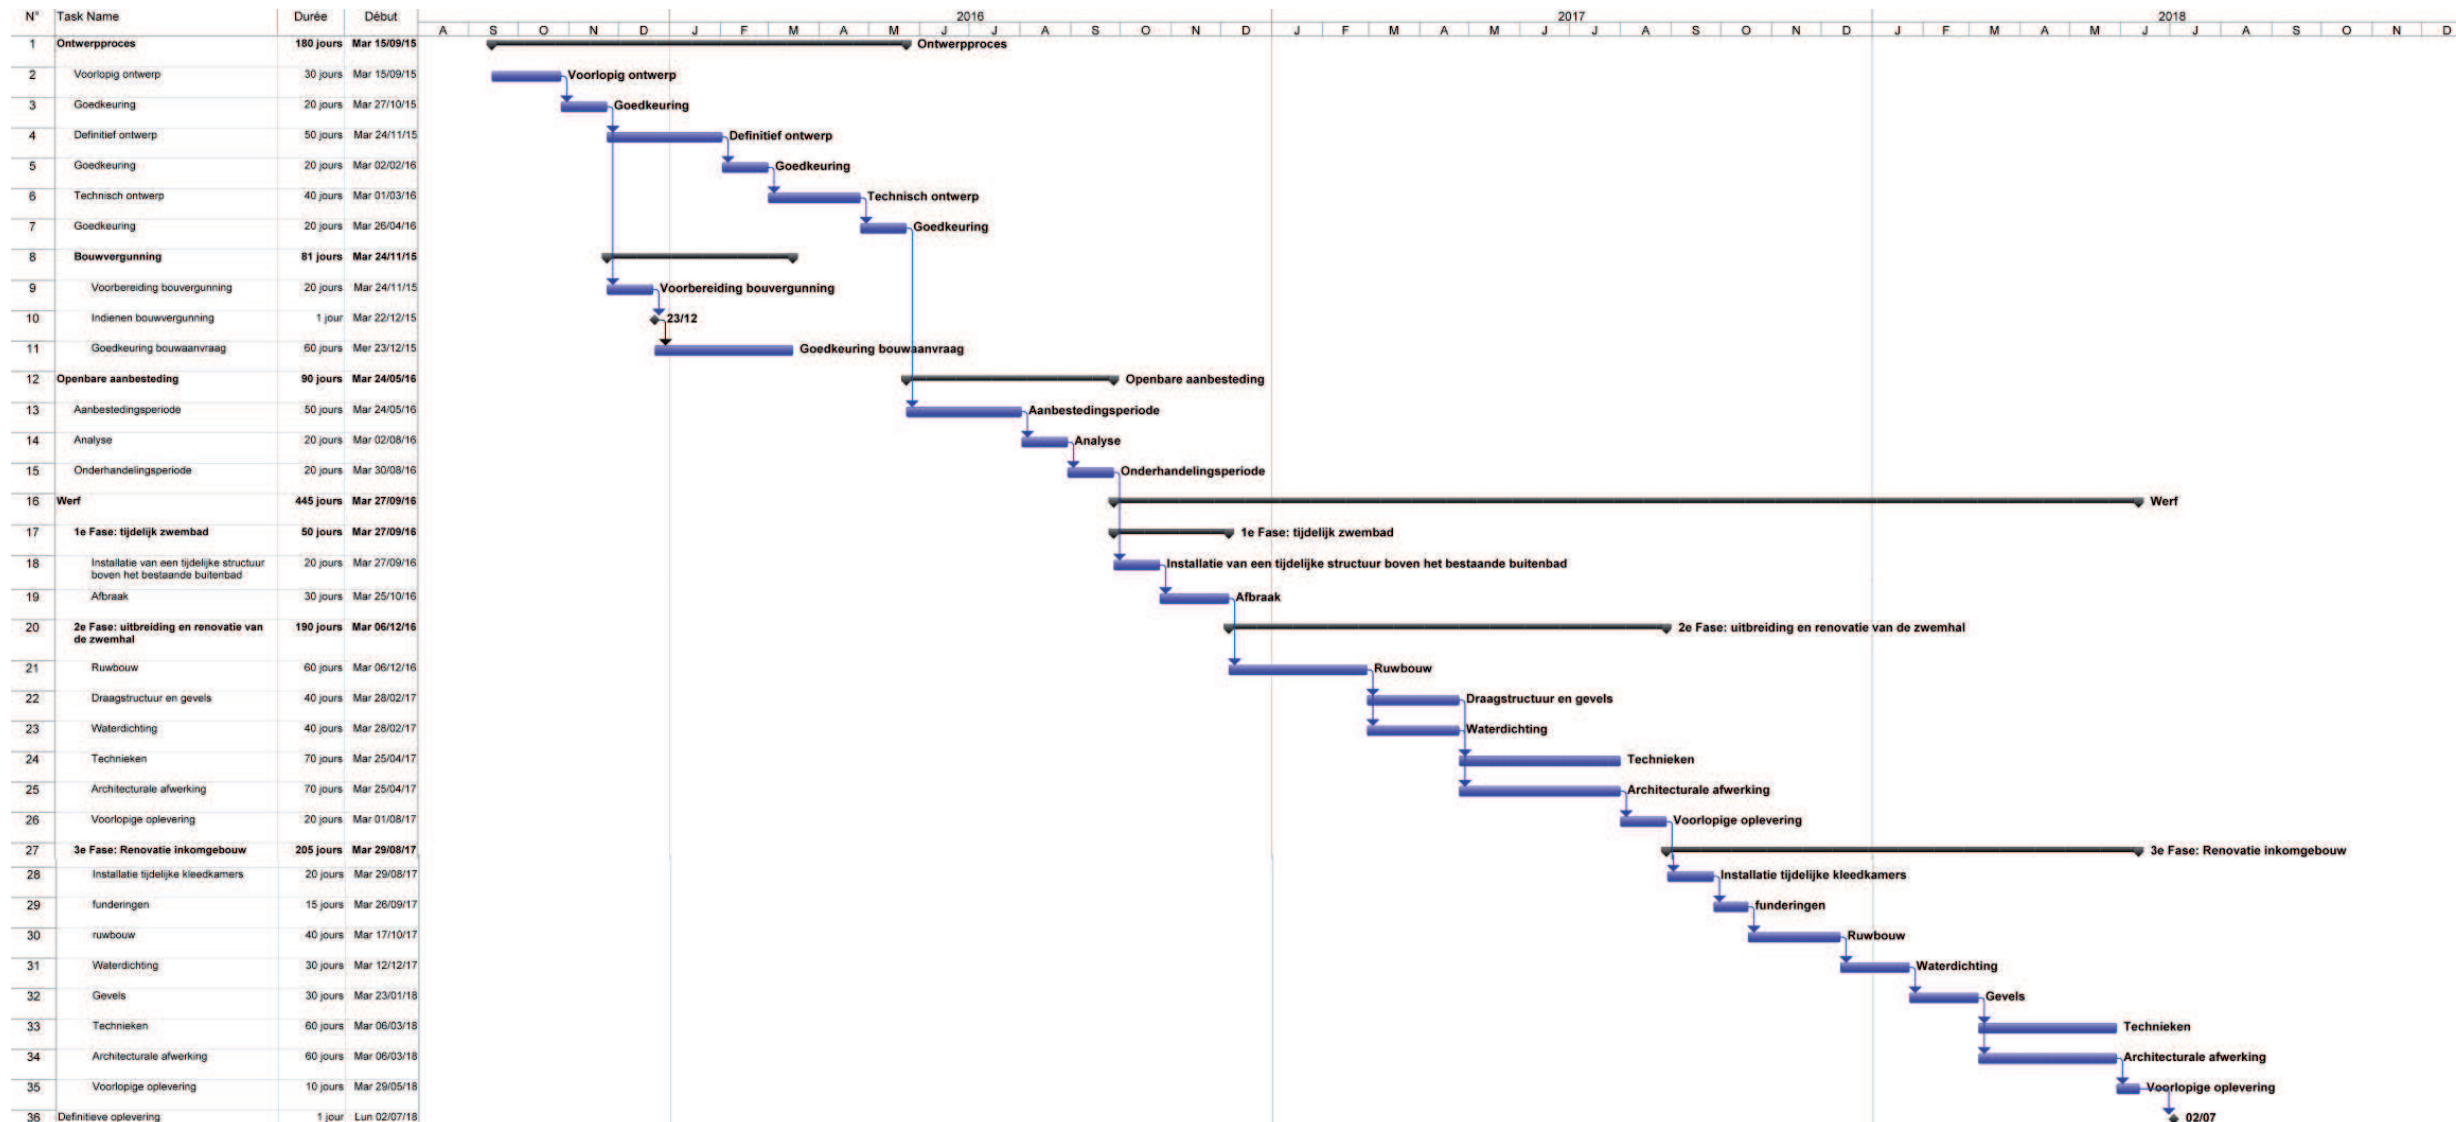 N° Task Name Durée Début 2016 2017 2018
A S O N D J F M A M J J A S O N D J F M A M J J A S O N D J F M A M J J A S O N D
1 Ontwerpproces 180 jours Mar 15/09/15 Ontwerpproces
2 Voorlopig ontwerp 30 jours Mar 15/09/15 Voorlopig ontwerp
3 Goedkeuring 20 jours Mar 27/10/15 Goedkeuring
4 Definitief ontwerp 50 jours Mar 24/11/15 Definitief ontwerp
5 Goedkeuring 20 jours Mar 02/02/16 Goedkeuring
6 Technisch ontwerp 40 jours Mar 01/03/16 Technisch ontwerp
7 Goedkeuring 20 jours Mar 26/04/16 Goedkeuring
8 Bouwvergunning 81 jours Mar 24/11/15
9 Voorbereiding bouvergunning 20 jours Mar 24/11/15 Voorbereiding bouvergunning
10 Indienen bouwvergunning 1 jour Mar 22/12/15 23/12
11 Goedkeuring bouwaanvraag 60 jours Mer 23/12/15 Goedkeuring bouwaanvraag
12 Openbare aanbesteding 90 jours Mar 24/05/16 Openbare aanbesteding
13 Aanbestedingsperiode 50 jours Mar 24/05/16 Aanbestedingsperiode
14 Analyse 20 jours Mar 02/08/16 Analyse
15 Onderhandelingsperiode 20 jours Mar 30/08/16 Onderhandelingsperiode
16 Werf 445 jours Mar 27/09/16 Werf
17 1e Fase: tijdelijk zwembad 50 jours Mar 27/09/16 1e Fase: tijdelijk zwembad
18 Installatie van een tijdelijke structuur 20 jours Mar 27/09/16 Installatie van een tijdelijke structuur boven het bestaande buitenbad
boven het bestaande buitenbad
19 Afbraak 30 jours Mar 25/10/16 Afbraak
20 2e Fase: uitbreiding en renovatie van 190 jours Mar 06/12/16 2e Fase: uitbreiding en renovatie van de zwemhal
de zwemhal
21 Ruwbouw 60 jours Mar 06/12/16 Ruwbouw
22 Draagstructuur en gevels 40 jours Mar 28/02/17 Draagstructuur en gevels
23 Waterdichting 40 jours Mar 28/02/17 Waterdichting
24 Technieken 70 jours Mar 25/04/17 Technieken
25 Architecturale afwerking 70 jours Mar 25/04/17 Architecturale afwerking
26 Voorlopige oplevering 20 jours Mar 01/08/17 Voorlopige oplevering
27 3e Fase: Renovatie inkomgebouw 205 jours Mar 29/08/17 3e Fase: Renovatie inkomgebouw
28 Installatie tijdelijke kleedkamers 20 jours Mar 29/08/17 Installatie tijdelijke kleedkamers
29 funderingen 15 jours Mar 26/09/17 funderingen
30 ruwbouw 40 jours Mar 17/10/17 Ruwbouw
31 Waterdichting 30 jours Mar 12/12/17 Waterdichting
32 Gevels 30 jours Mar 23/01/18 Gevels
33 Technieken 60 jours Mar 06/03/18 Technieken
34 Architecturale afwerking 60 jours Mar 06/03/18 Architecturale afwerking
35 Voorlopige oplevering 10 jours Mar 29/05/18 Voorlopige oplevering
36 Definitieve oplevering 1 jour Lun 02/07/18 02/07